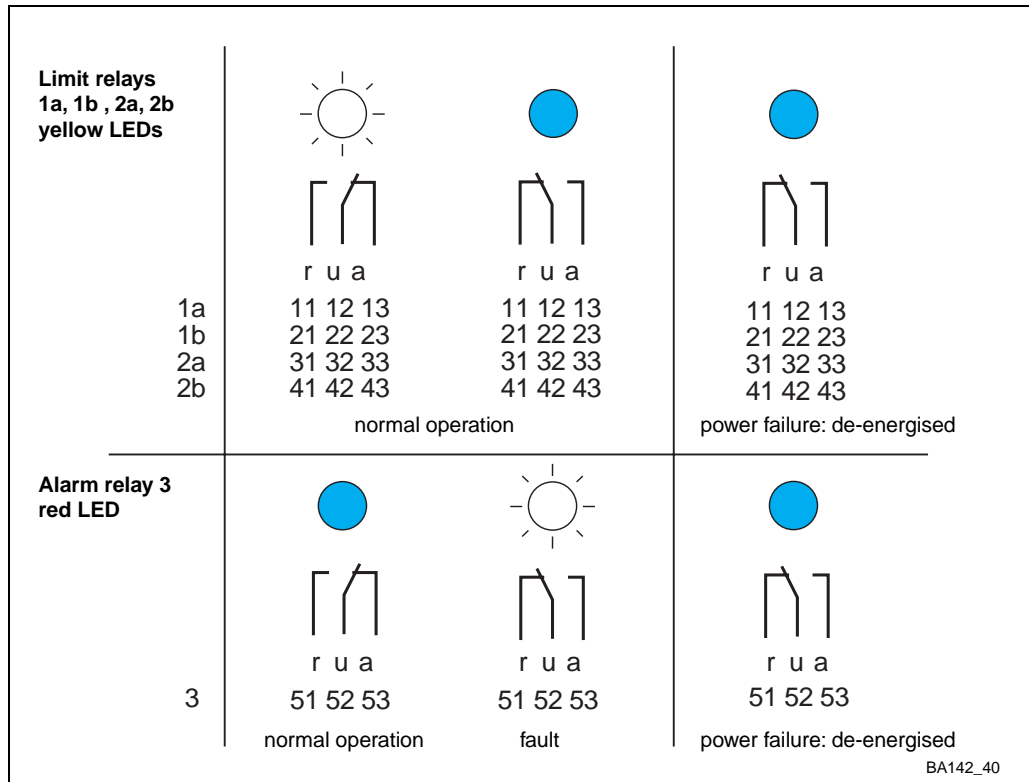 Limit relays
1a, 1b , 2a, 2b
yellow LEDs
r u a r u a r u a
1a 11 12 13 11 12 13 11 12 13
1b 21 22 23 21 22 23 21 22 23
2a 31 32 33 31 32 33 31 32 33
2b 41 42 43 41 42 43 41 42 43
normal operation power failure: de-energised
Alarm relay 3
red LED
r u a r u a r u a
3 51 52 53 51 52 53 51 52 53
normal operation fault power failure: de-energised
BA142_40